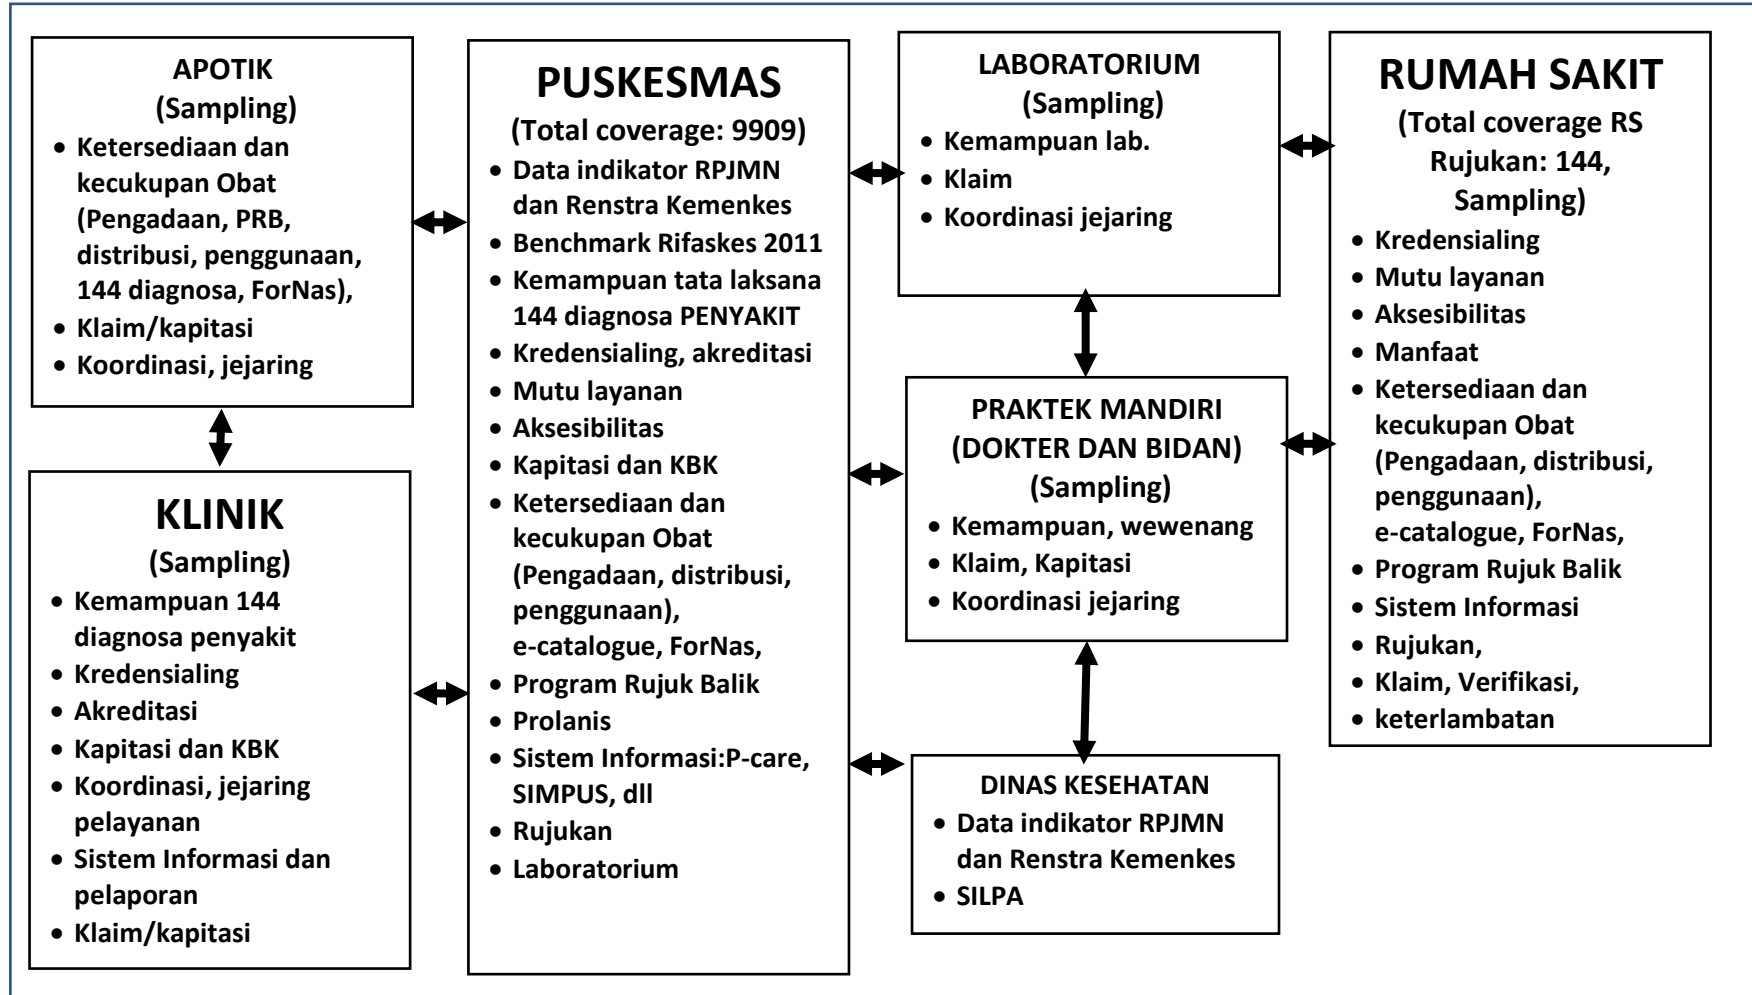 APOTIK
(Sampling)
• Ketersediaan dan
kecukupan Obat
(Pengadaan, PRB,
distribusi, penggunaan,
144 diagnosa, ForNas),
• Klaim/kapitasi
• Koordinasi, jejaring
KLINIK
(Sampling)
• Kemampuan 144
diagnosa penyakit
• Kredensialing
• Akreditasi
• Kapitasi dan KBK
• Koordinasi, jejaring
pelayanan
• Sistem Informasi dan
pelaporan
• Klaim/kapitasi
PUSKESMAS
(Total coverage: 9909)
• Data indikator RPJMN
dan Renstra Kemenkes
• Benchmark Rifaskes 2011
• Kemampuan tata laksana
144 diagnosa PENYAKIT
• Kredensialing, akreditasi
• Mutu layanan
• Aksesibilitas
• Kapitasi dan KBK
• Ketersediaan dan
kecukupan Obat
(Pengadaan, distribusi,
penggunaan),
e-catalogue, ForNas,
• Program Rujuk Balik
• Prolanis
• Sistem Informasi:P-care,
SIMPUS, dll
• Rujukan
• Laboratorium
LABORATORIUM
(Sampling)
• Kemampuan lab.
• Klaim
• Koordinasi jejaring
PRAKTEK MANDIRI
(DOKTER DAN BIDAN)
(Sampling)
• Kemampuan, wewenang
• Klaim, Kapitasi
• Koordinasi jejaring
DINAS KESEHATAN
• Data indikator RPJMN
dan Renstra Kemenkes
• SILPA
RUMAH SAKIT
(Total coverage RS
Rujukan: 144,
Sampling)
• Kredensialing
• Mutu layanan
• Aksesibilitas
• Manfaat
• Ketersediaan dan
kecukupan Obat
(Pengadaan, distribusi,
penggunaan),
e-catalogue, ForNas,
• Program Rujuk Balik
• Sistem Informasi
• Rujukan,
• Klaim, Verifikasi,
• keterlambatan